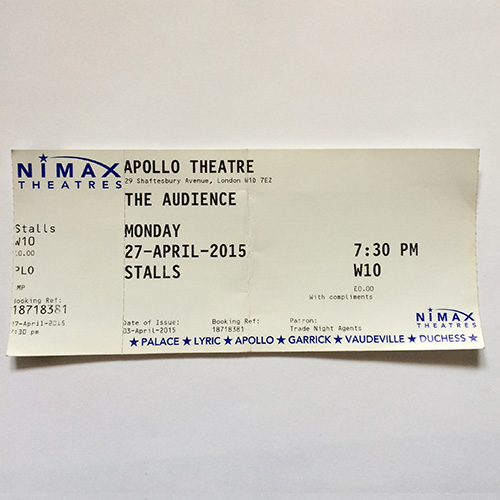 NIMAX
THEATRES
Stalls
W10
£0.00
PLO
MP
Booking Ref:
18718381
7-April-2015
7:30 PM
APOLLO THEATRE
29 Shaftesbury Avenue, London W10 7EZ
THE AUDIENCE
MONDAY
27-APRIL-2015
7:30 PM
STALLS
W10
£0.00
With compliments
Date of Issue:
Booking Ref:
Patron:
03-April-2015
18718381
Trade Night Agents
NIMAX
THEATRES
★ PALACE ★ LYRIC ★ APOLLO ★ GARRICK ★ VAUDEVILLE ★ DUCHESS ★